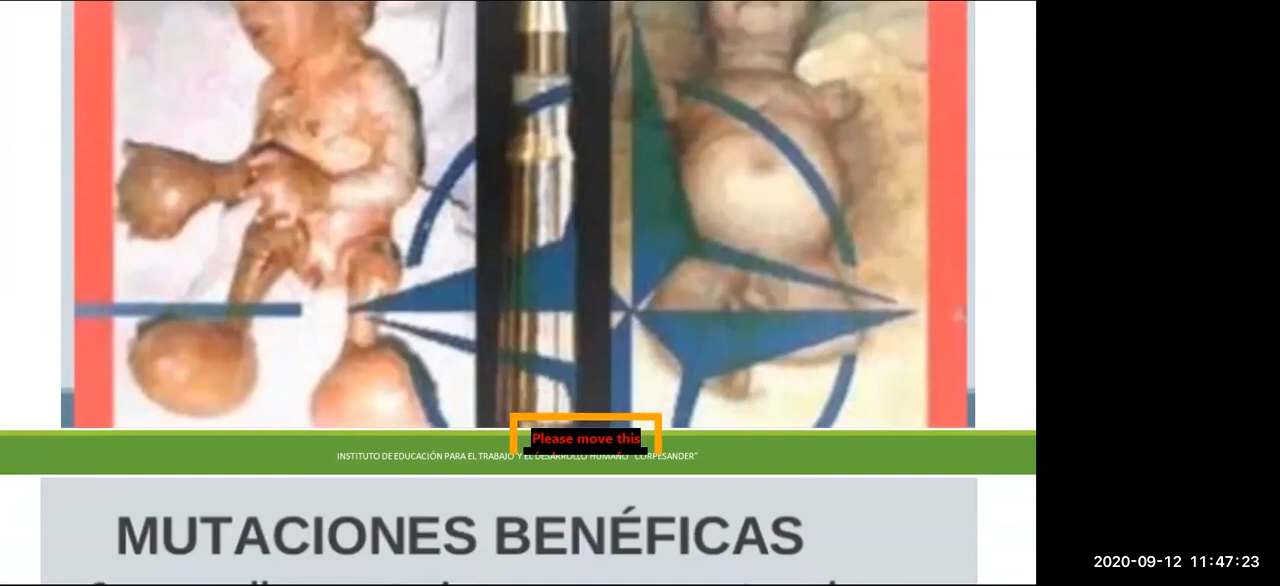 Please move this
INSTITUTO DE EDUCACIÓN PARA EL TRABAJO Y EL DESARROLLO HUMANO "CORPESANDER"
MUTACIONES BENÉFICAS
2020-09-12 11:47:23